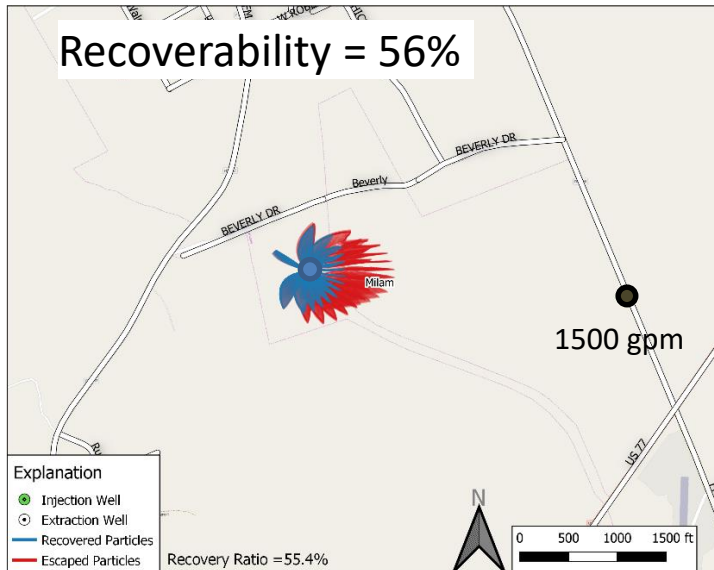 Recoverability = 56%
BEVERLY DR
Beverly
BEVERLY DR
Milam
1500 gpm
US 77
Ru
Explanation
Injection Well
Extraction Well
Recovered Particles
Escaped Particles
Recovery Ratio =55.4%
N
0 500 1000 1500 ft